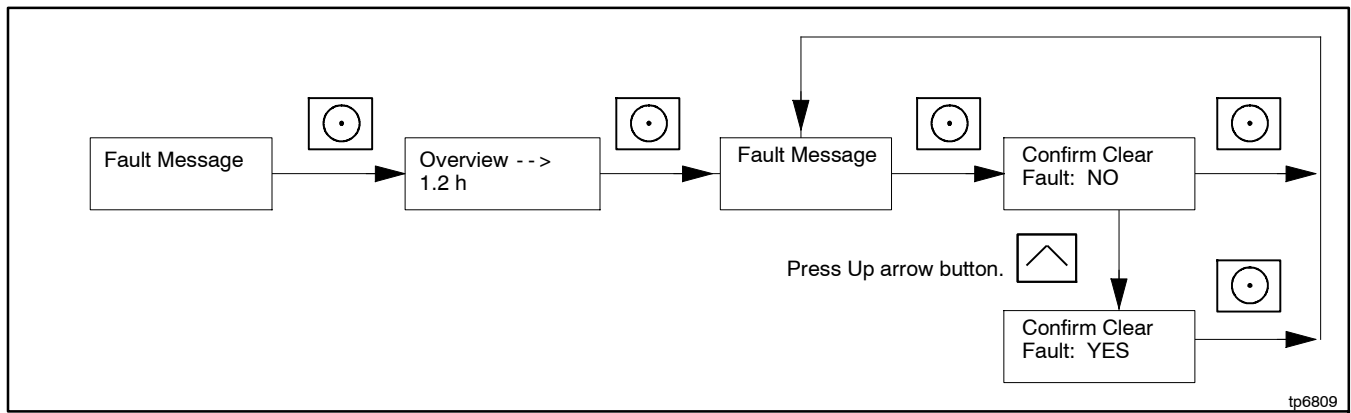 Fault Message
Overview - - >
1.2 h
Fault Message
Confirm Clear
Fault:  NO
Press Up arrow button.
Confirm Clear
Fault:  YES
tp6809